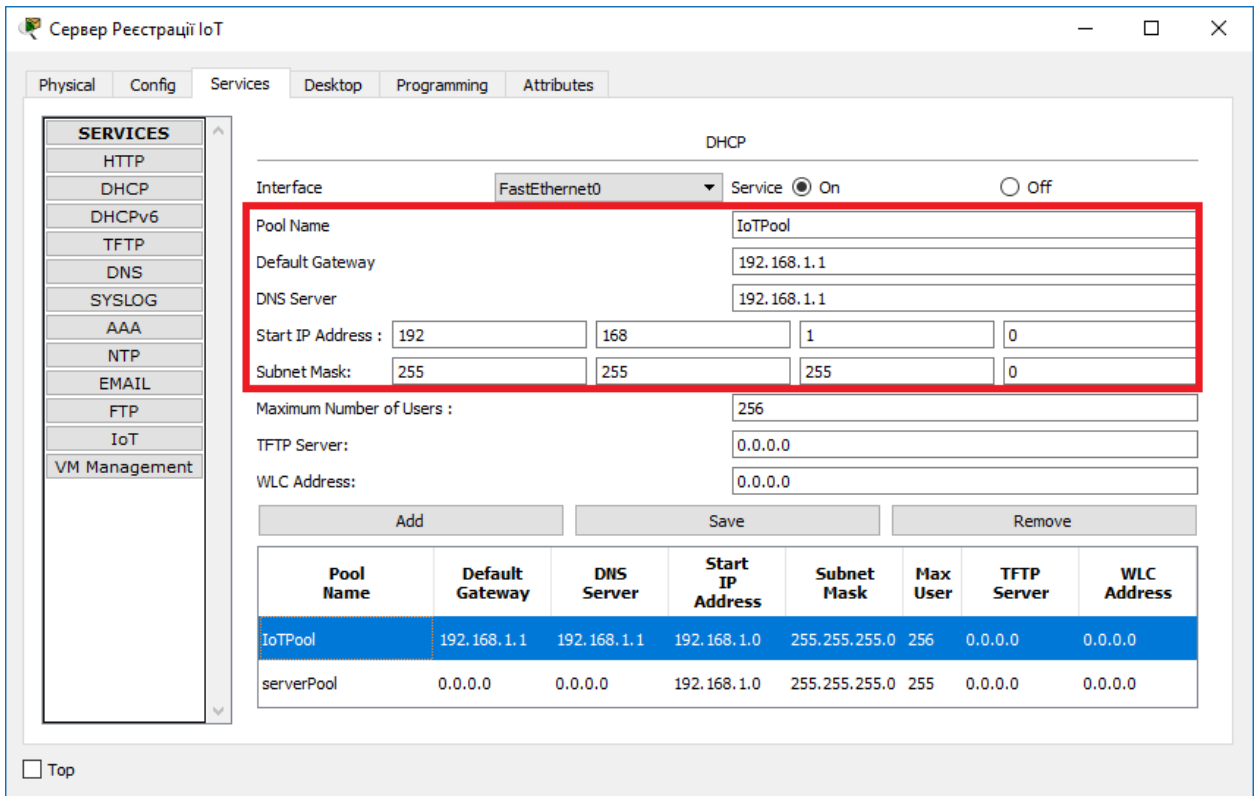 Сервер Реєстрації IoT
Physical Config Services Desktop Programming Attributes
SERVICES
HTTP
DHCP
DHCPv6
TFTP
DNS
SYSLOG
AAA
NTP
EMAIL
FTP
IoT
VM Management
DHCP
Interface FastEthernet0 Service On Off
Pool Name IoTPool
Default Gateway 192.168.1.1
DNS Server 192.168.1.1
Start IP Address : 192 168 1 0
Subnet Mask: 255 255 255 0
Maximum Number of Users : 256
TFTP Server: 0.0.0.0
WLC Address: 0.0.0.0
Add Save Remove
Pool Name Default Gateway DNS Server Start IP Address Subnet Mask Max User TFTP Server WLC Address
IoTPool 192.168.1.1 192.168.1.1 192.168.1.0 255.255.255.0 256 0.0.0.0 0.0.0.0
serverPool 0.0.0.0 0.0.0.0 192.168.1.0 255.255.255.0 255 0.0.0.0 0.0.0.0
Top